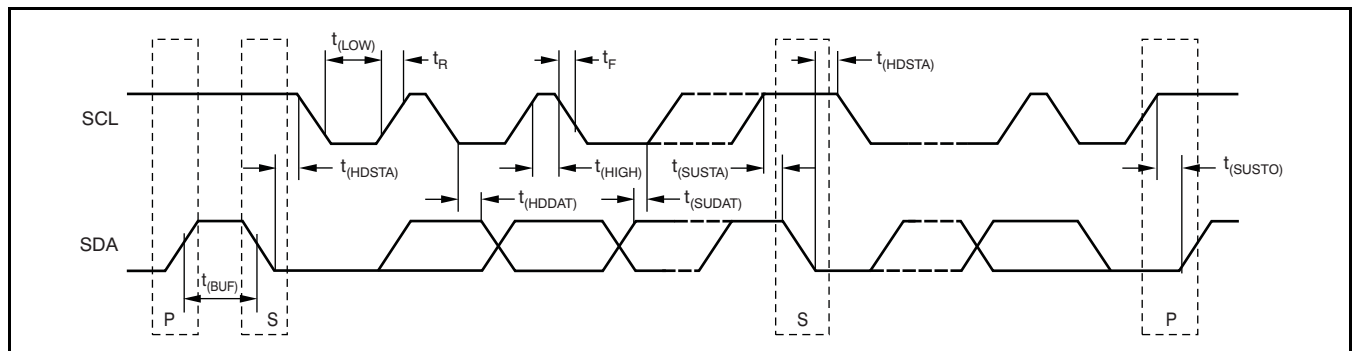 t(LOW)
tR
tF
t(HDSTA)
SCL
t(HDSTA)
t(HIGH)
t(SUSTA)
t(SUSTO)
t(HDDAT)
t(SUDAT)
SDA
t(BUF)
P
S
S
P